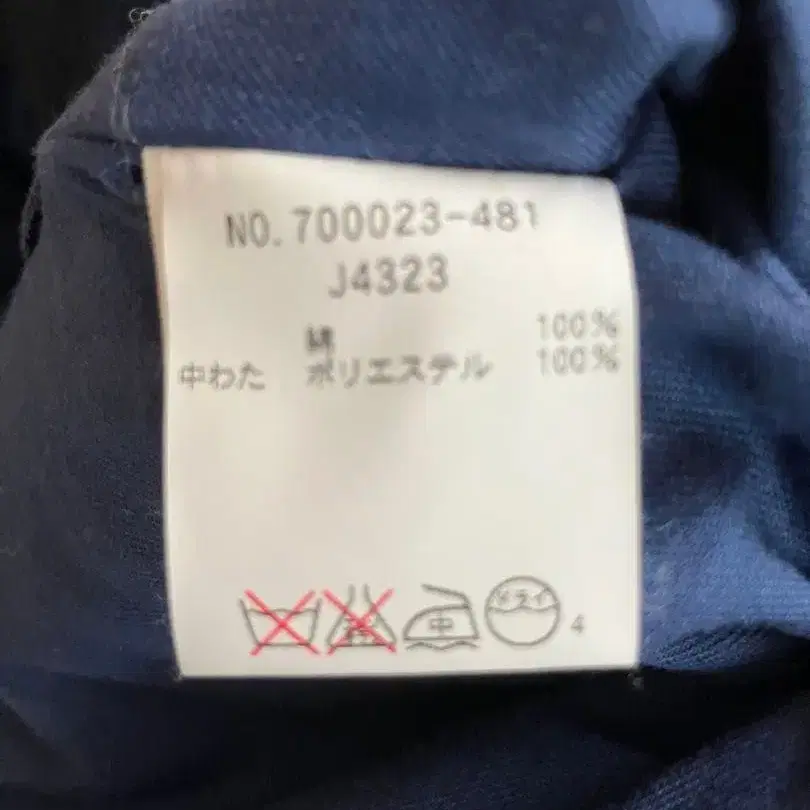 NO.700023-481
J4323
綿 100%
中わた ポリエステル 100%
中 ドライ 4